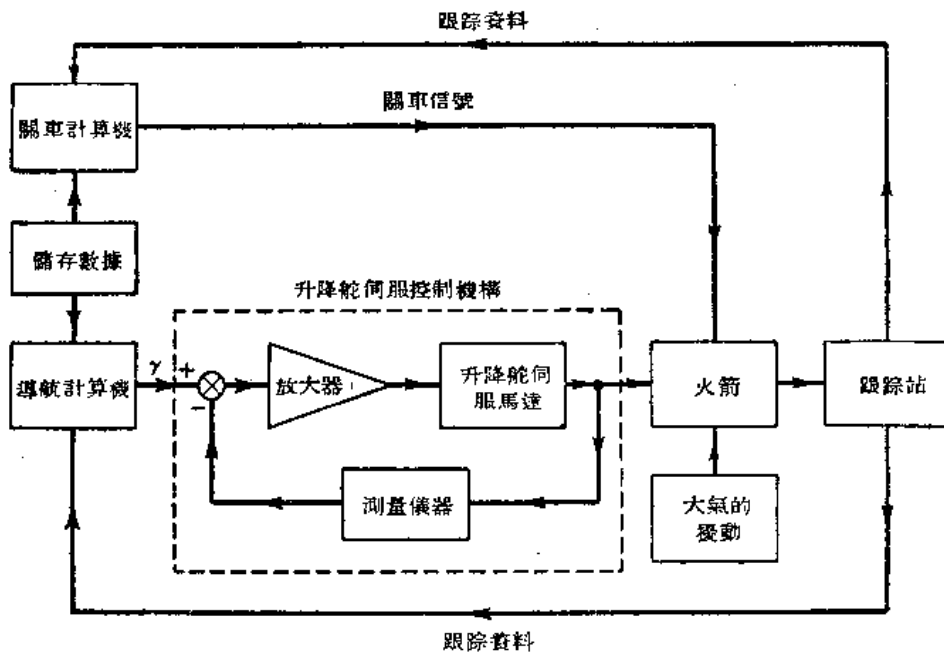 跟踪資料
關車計算機
關車信號
儲存數據
升降舵伺服控制機構
導航計算機
γ
+
−
放大器
升降舵伺
服馬達
火箭
跟踪站
測量儀器
大氣的
擾動
跟踪資料